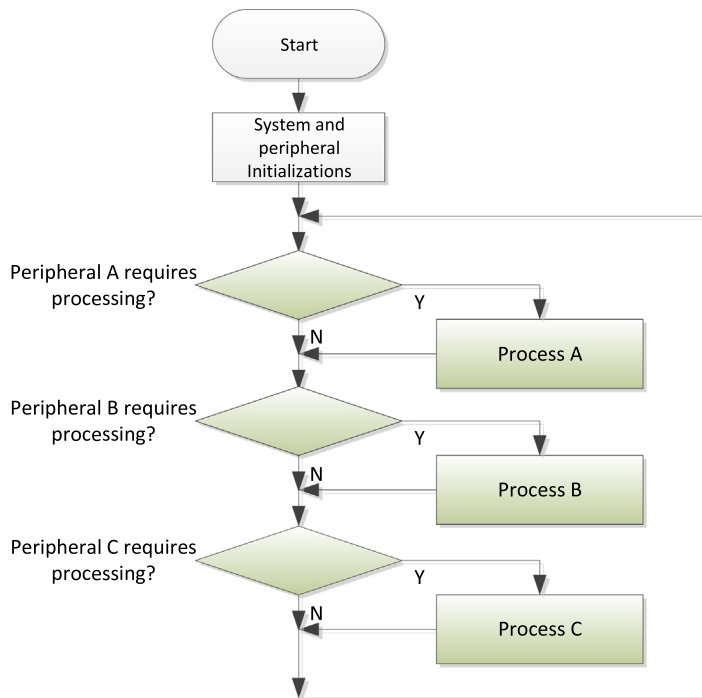 Start
System and
peripheral
Initializations
Peripheral A requires
processing?
Y
N
Process A
Peripheral B requires
processing?
Y
N
Process B
Peripheral C requires
processing?
Y
N
Process C